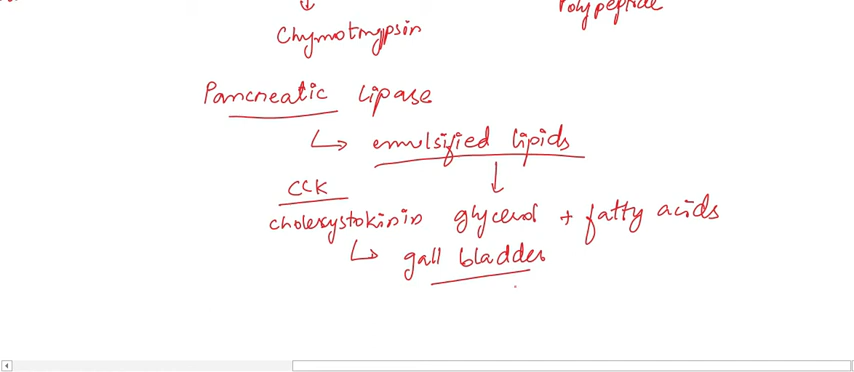 Polypeptide
Chymotrypsin
Pancreatic Lipase
emulsified lipids
CCK
cholecystokinin glycerol + fatty acids
gall bladder